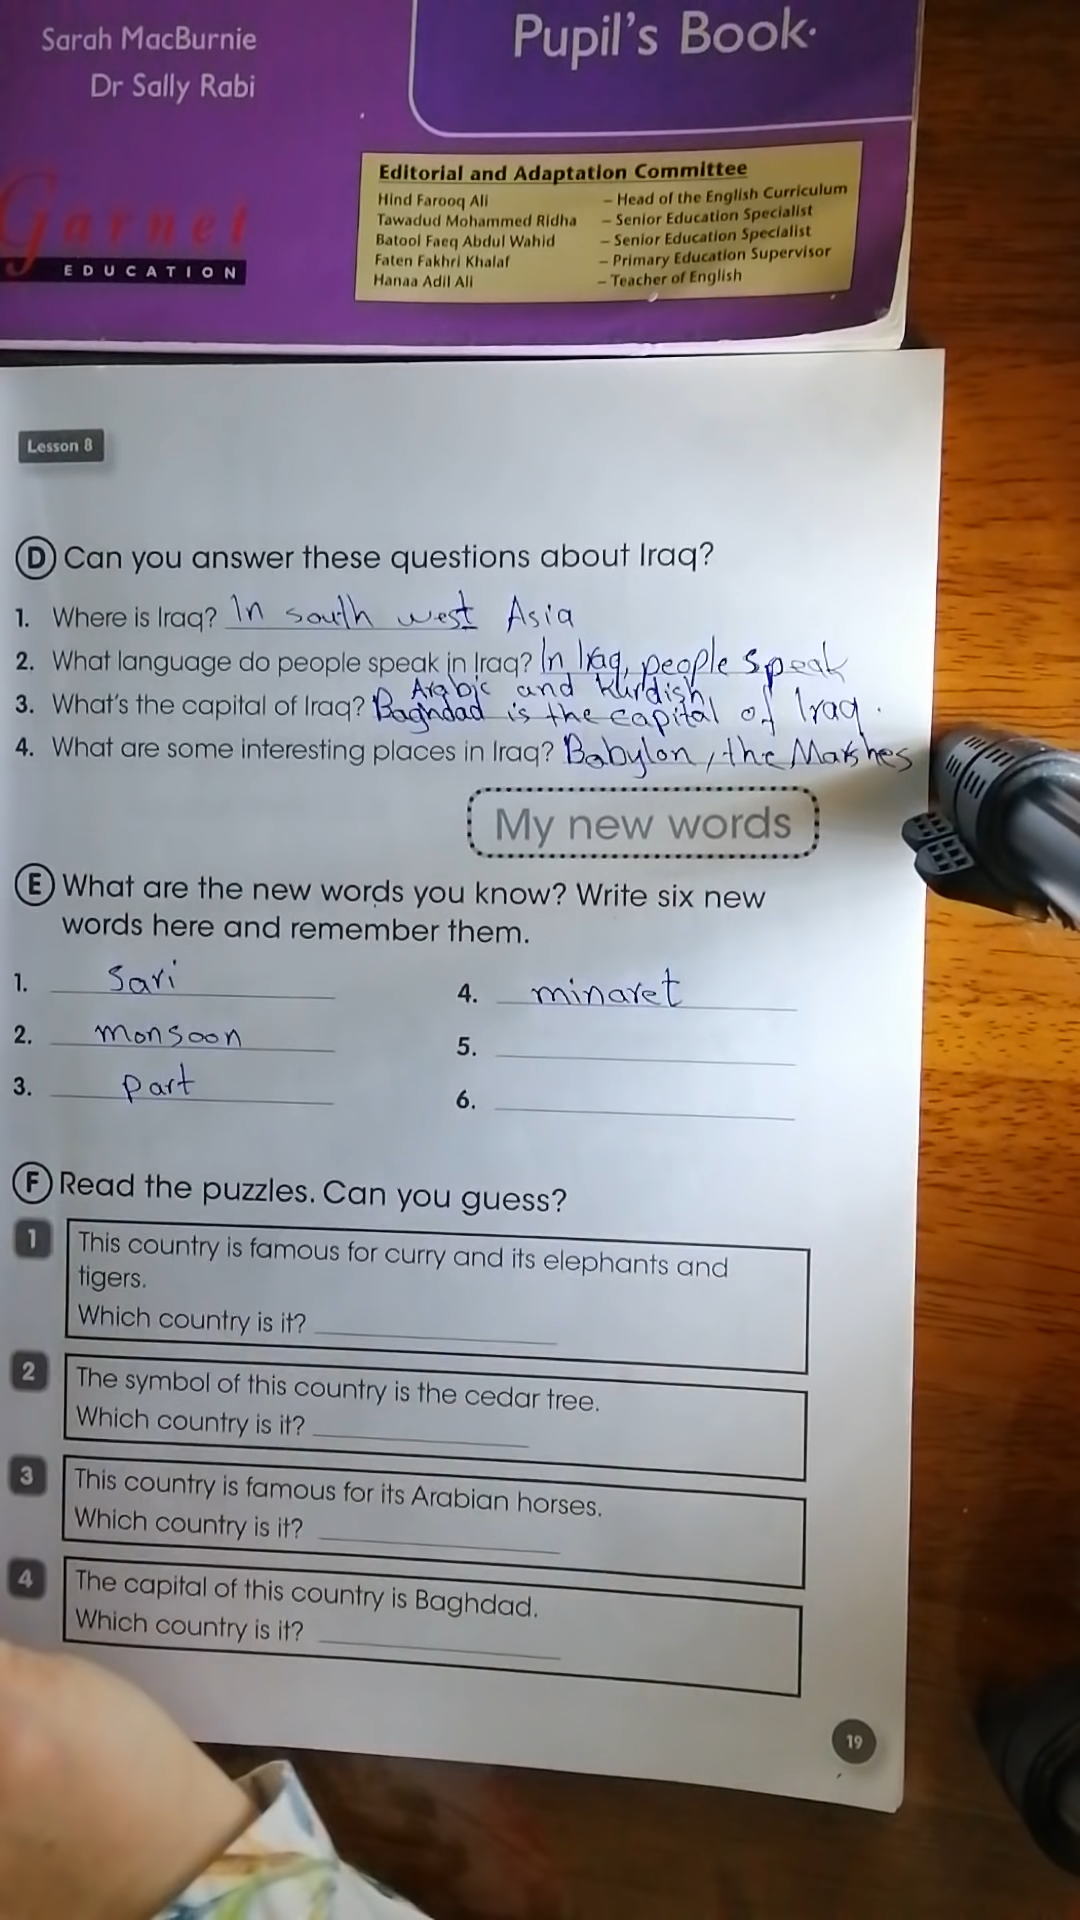 Sarah MacBurnie
Dr Sally Rabi
Pupil's Book
Garnet
EDUCATION
Editorial and Adaptation Committee
Hind Farooq Ali – Head of the English Curriculum
Tawadud Mohammed Ridha – Senior Education Specialist
Batool Faeq Abdul Wahid – Senior Education Specialist
Faten Fakhri Khalaf – Primary Education Supervisor
Hanaa Adil Ali – Teacher of English
Lesson 8
D Can you answer these questions about Iraq?
1. Where is Iraq? In south west Asia
2. What language do people speak in Iraq? In Iraq, people speak
Arabic and Kurdish
3. What's the capital of Iraq? Baghdad is the capital of Iraq.
4. What are some interesting places in Iraq? Babylon, the Marshes
My new words
E What are the new words you know? Write six new
words here and remember them.
1. Sari
2. monsoon
3. part
4. minaret
5.
6.
F Read the puzzles. Can you guess?
1 This country is famous for curry and its elephants and
tigers.
Which country is it?
2 The symbol of this country is the cedar tree.
Which country is it?
3 This country is famous for its Arabian horses.
Which country is it?
4 The capital of this country is Baghdad.
Which country is it?
19